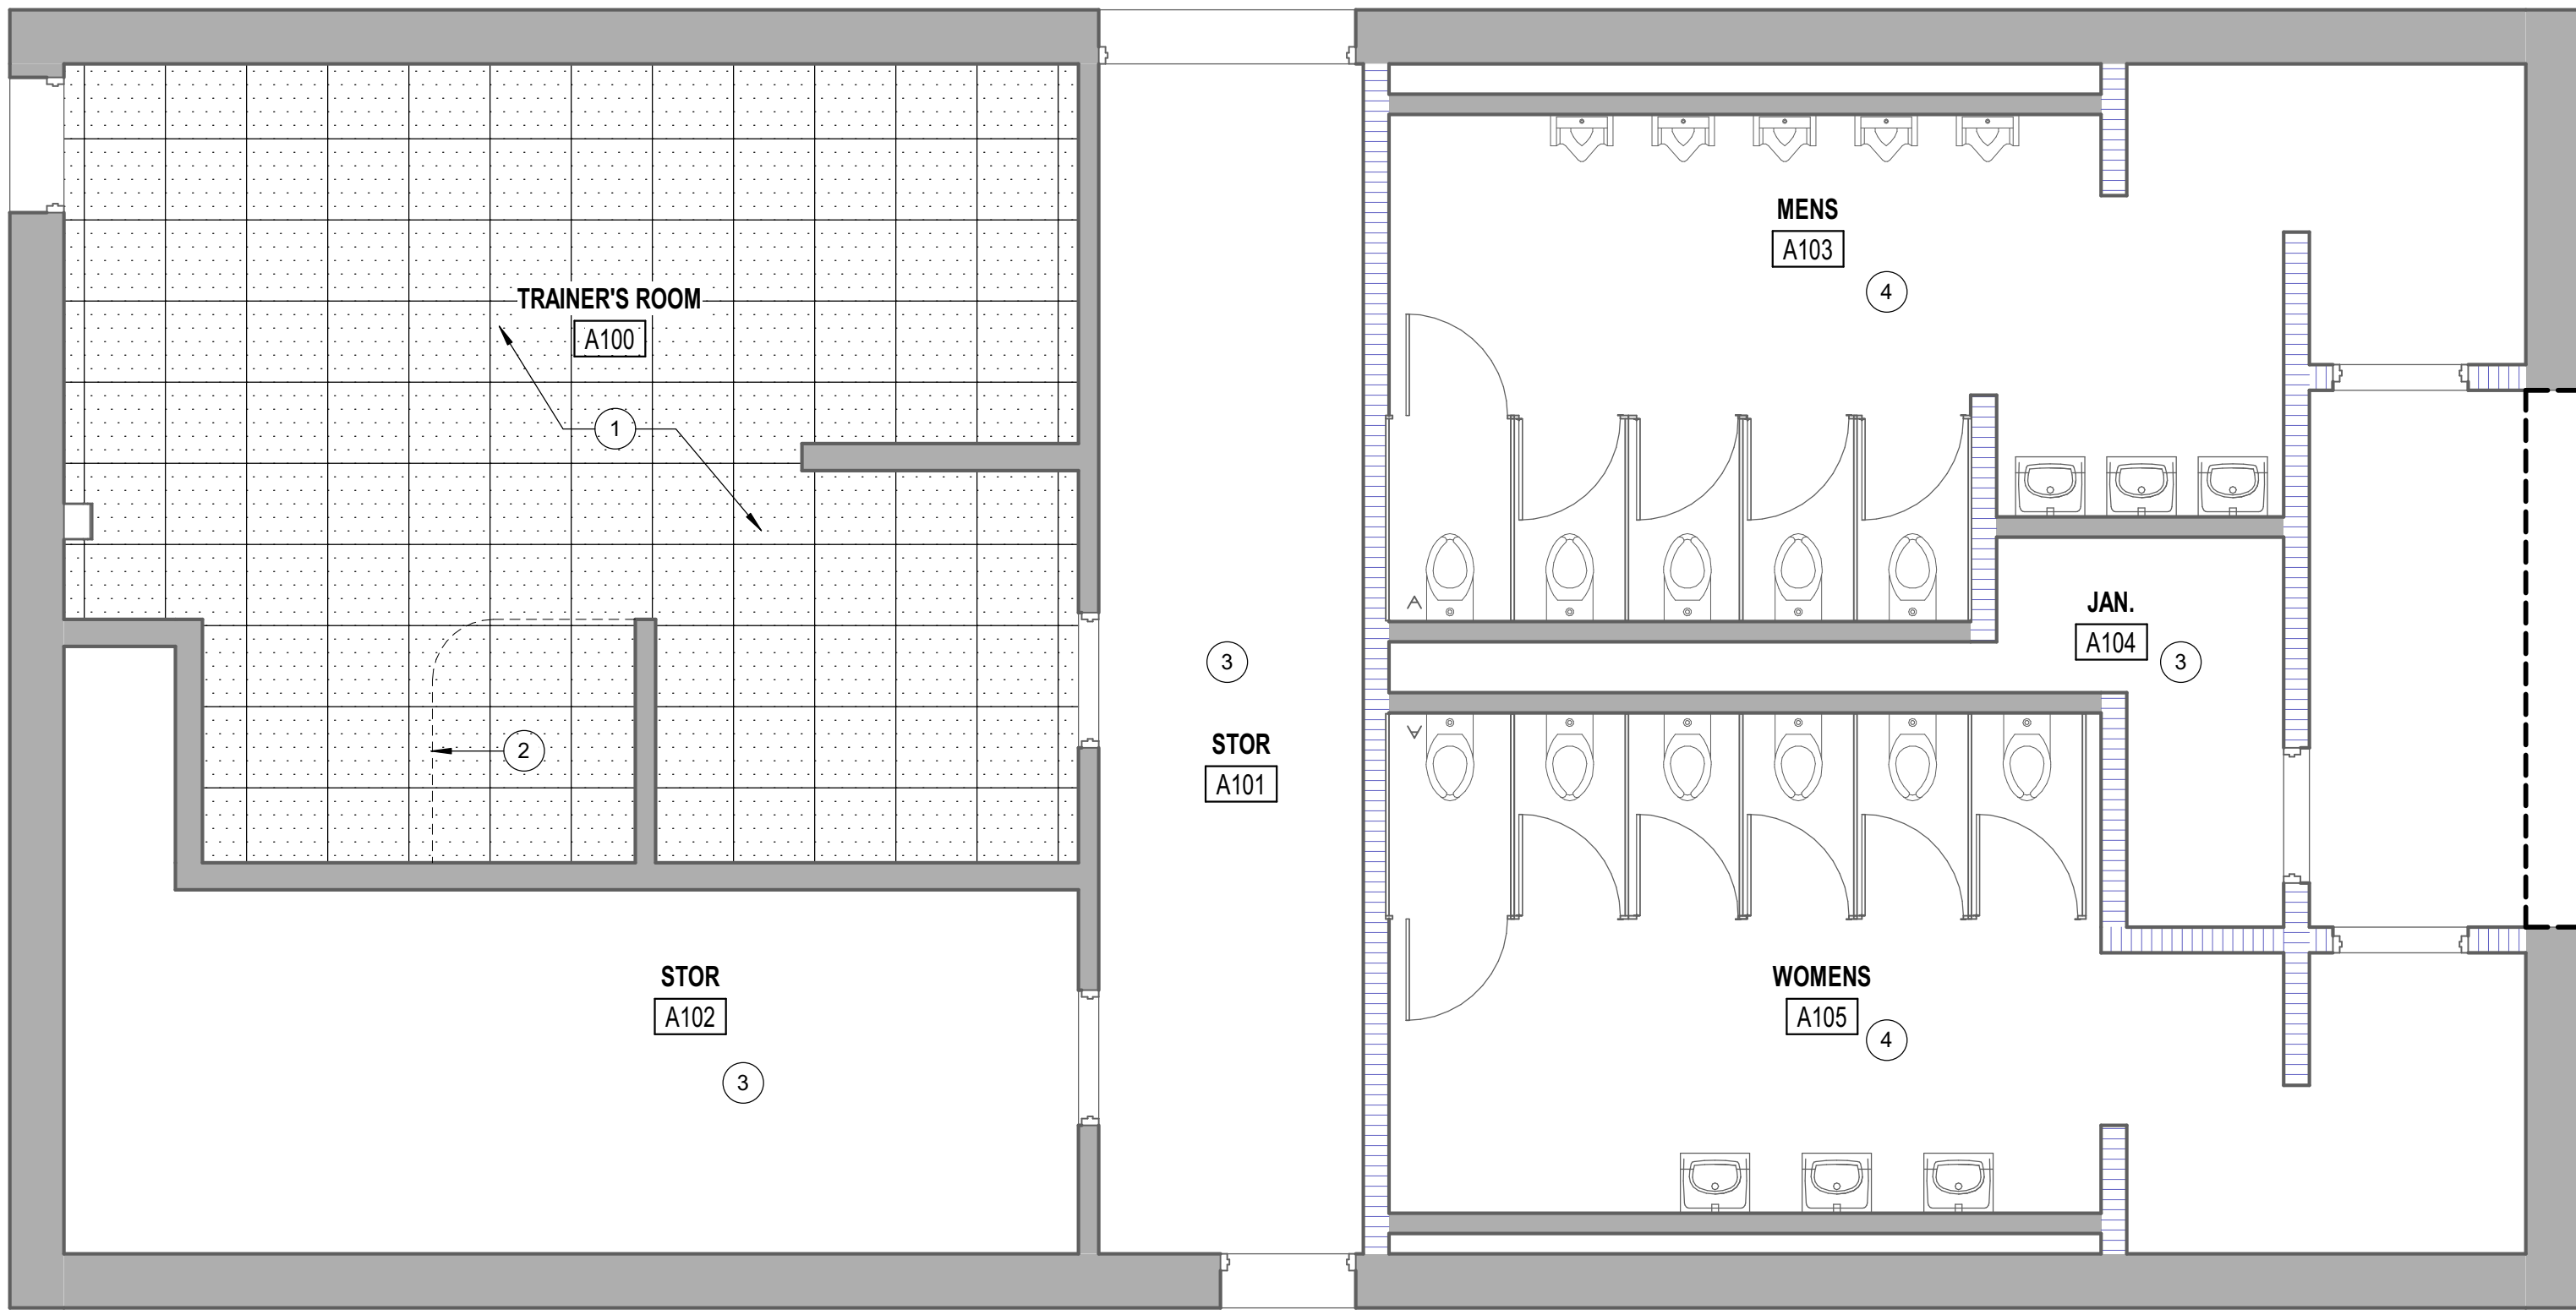 MENS
A103
4
TRAINER'S ROOM
A100
1
JAN.
A104
3
3
STOR
A101
2
STOR
A102
3
WOMENS
A105
4